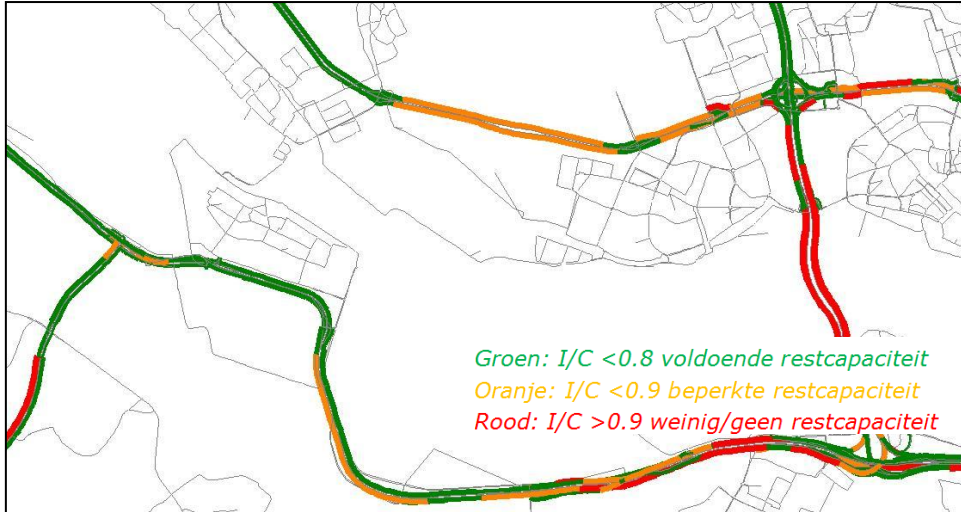 Groen: I/C <0.8 voldoende restcapaciteit
Oranje: I/C <0.9 beperkte restcapaciteit
Rood: I/C >0.9 weinig/geen restcapaciteit